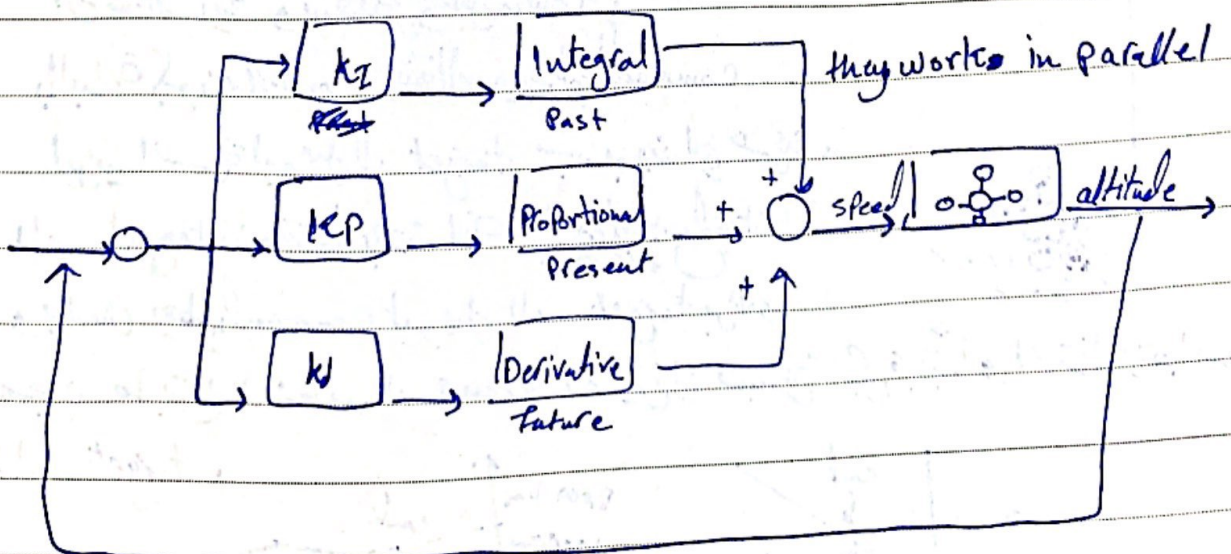 KI
Integral
they works in parallel
Past
+
KP
Proportional
+
speed
altitude
Present
+
Kd
Derivative
future